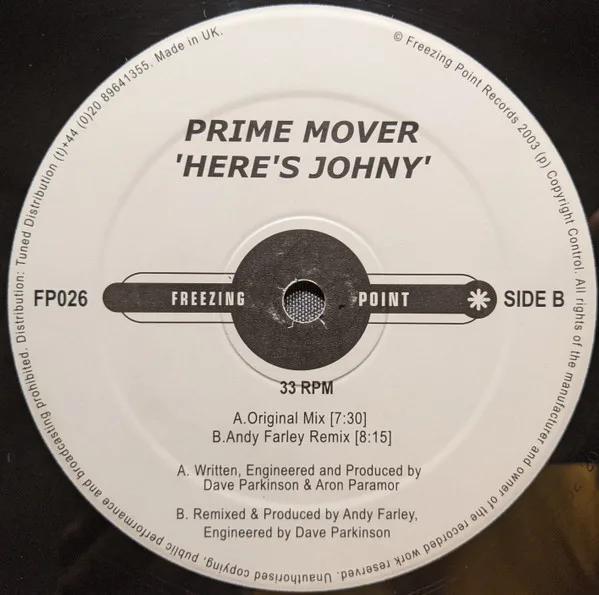 PRIME MOVER
'HERE'S JOHNY'
FP026
FREEZING POINT
SIDE B
33 RPM
A.Original Mix [7:30]
B.Andy Farley Remix [8:15]
A. Written, Engineered and Produced by
Dave Parkinson & Aron Paramor
B. Remixed & Produced by Andy Farley,
Engineered by Dave Parkinson
© Freezing Point Records 2003 (p) Copyright Control. All rights of the manufacturer and owner of the recorded work reserved. Unauthorised copying, public performance and broadcasting prohibited. Distribution: Tuned Distribution (t)+44 (0)20 89641355. Made in UK.